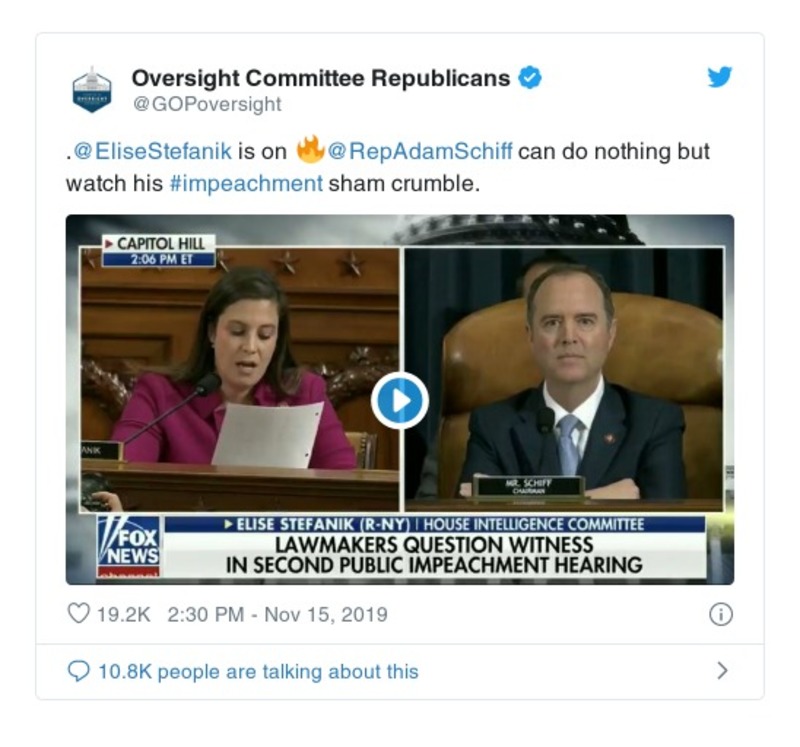 Oversight Committee Republicans
@GOPoversight
.@EliseStefanik is on 🔥@RepAdamSchiff can do nothing but
watch his #impeachment sham crumble.
CAPITOL HILL
2:06 PM ET
ANIK
MR. SCHIFF
CHAIRMAN
FOX
NEWS
channel
ELISE STEFANIK (R-NY) | HOUSE INTELLIGENCE COMMITTEE
LAWMAKERS QUESTION WITNESS
IN SECOND PUBLIC IMPEACHMENT HEARING
19.2K 2:30 PM - Nov 15, 2019
10.8K people are talking about this